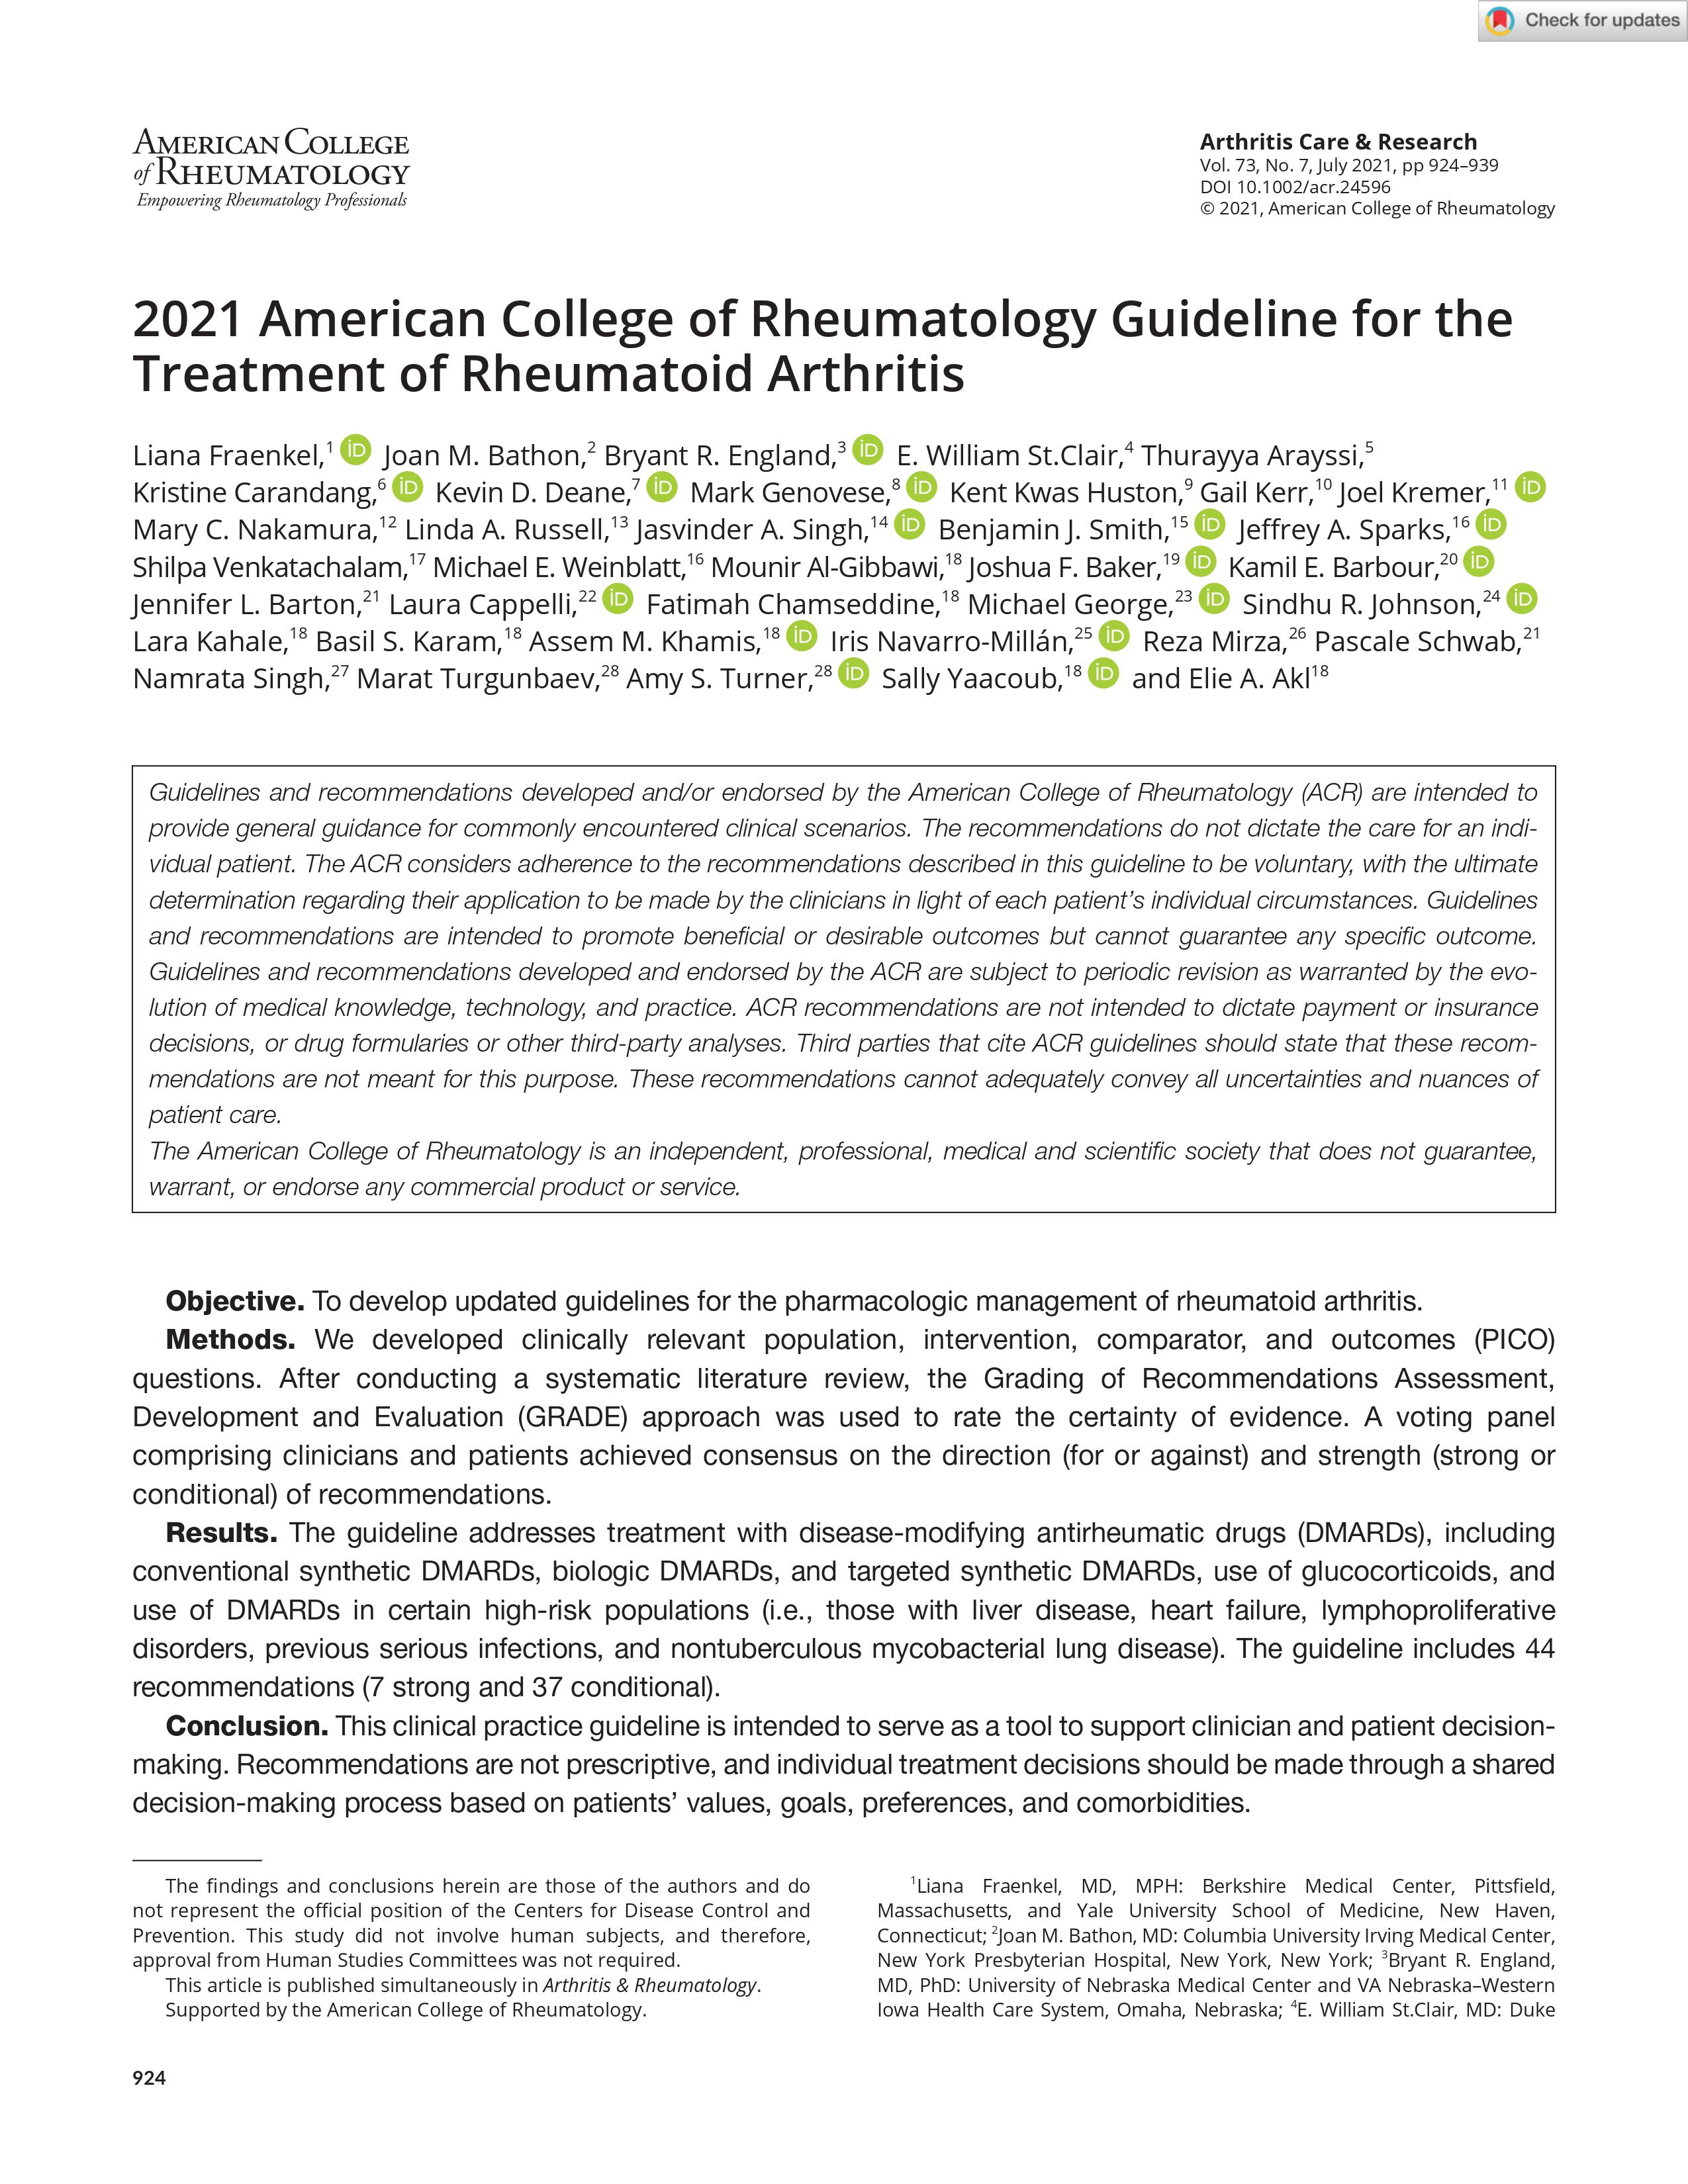 Check for updates
AMERICAN COLLEGE
of RHEUMATOLOGY
Empowering Rheumatology Professionals
Arthritis Care & Research
Vol. 73, No. 7, July 2021, pp 924–939
DOI 10.1002/acr.24596
© 2021, American College of Rheumatology
2021 American College of Rheumatology Guideline for the
Treatment of Rheumatoid Arthritis
Liana Fraenkel,1 iD Joan M. Bathon,2 Bryant R. England,3 iD E. William St.Clair,4 Thurayya Arayssi,5
Kristine Carandang,6 iD Kevin D. Deane,7 iD Mark Genovese,8 iD Kent Kwas Huston,9 Gail Kerr,10 Joel Kremer,11 iD
Mary C. Nakamura,12 Linda A. Russell,13 Jasvinder A. Singh,14 iD Benjamin J. Smith,15 iD Jeffrey A. Sparks,16 iD
Shilpa Venkatachalam,17 Michael E. Weinblatt,16 Mounir Al-Gibbawi,18 Joshua F. Baker,19 iD Kamil E. Barbour,20 iD
Jennifer L. Barton,21 Laura Cappelli,22 iD Fatimah Chamseddine,18 Michael George,23 iD Sindhu R. Johnson,24 iD
Lara Kahale,18 Basil S. Karam,18 Assem M. Khamis,18 iD Iris Navarro-Millán,25 iD Reza Mirza,26 Pascale Schwab,21
Namrata Singh,27 Marat Turgunbaev,28 Amy S. Turner,28 iD Sally Yaacoub,18 iD and Elie A. Akl18
Guidelines and recommendations developed and/or endorsed by the American College of Rheumatology (ACR) are intended to
provide general guidance for commonly encountered clinical scenarios. The recommendations do not dictate the care for an indi-
vidual patient. The ACR considers adherence to the recommendations described in this guideline to be voluntary, with the ultimate
determination regarding their application to be made by the clinicians in light of each patient’s individual circumstances. Guidelines
and recommendations are intended to promote beneficial or desirable outcomes but cannot guarantee any specific outcome.
Guidelines and recommendations developed and endorsed by the ACR are subject to periodic revision as warranted by the evo-
lution of medical knowledge, technology, and practice. ACR recommendations are not intended to dictate payment or insurance
decisions, or drug formularies or other third-party analyses. Third parties that cite ACR guidelines should state that these recom-
mendations are not meant for this purpose. These recommendations cannot adequately convey all uncertainties and nuances of
patient care.
The American College of Rheumatology is an independent, professional, medical and scientific society that does not guarantee,
warrant, or endorse any commercial product or service.
Objective. To develop updated guidelines for the pharmacologic management of rheumatoid arthritis.
Methods. We developed clinically relevant population, intervention, comparator, and outcomes (PICO)
questions. After conducting a systematic literature review, the Grading of Recommendations Assessment,
Development and Evaluation (GRADE) approach was used to rate the certainty of evidence. A voting panel
comprising clinicians and patients achieved consensus on the direction (for or against) and strength (strong or
conditional) of recommendations.
Results. The guideline addresses treatment with disease-modifying antirheumatic drugs (DMARDs), including
conventional synthetic DMARDs, biologic DMARDs, and targeted synthetic DMARDs, use of glucocorticoids, and
use of DMARDs in certain high-risk populations (i.e., those with liver disease, heart failure, lymphoproliferative
disorders, previous serious infections, and nontuberculous mycobacterial lung disease). The guideline includes 44
recommendations (7 strong and 37 conditional).
Conclusion. This clinical practice guideline is intended to serve as a tool to support clinician and patient decision-
making. Recommendations are not prescriptive, and individual treatment decisions should be made through a shared
decision-making process based on patients’ values, goals, preferences, and comorbidities.
The findings and conclusions herein are those of the authors and do
not represent the official position of the Centers for Disease Control and
Prevention. This study did not involve human subjects, and therefore,
approval from Human Studies Committees was not required.
This article is published simultaneously in Arthritis & Rheumatology.
Supported by the American College of Rheumatology.
1Liana Fraenkel, MD, MPH: Berkshire Medical Center, Pittsfield,
Massachusetts, and Yale University School of Medicine, New Haven,
Connecticut; 2Joan M. Bathon, MD: Columbia University Irving Medical Center,
New York Presbyterian Hospital, New York, New York; 3Bryant R. England,
MD, PhD: University of Nebraska Medical Center and VA Nebraska–Western
Iowa Health Care System, Omaha, Nebraska; 4E. William St.Clair, MD: Duke
924